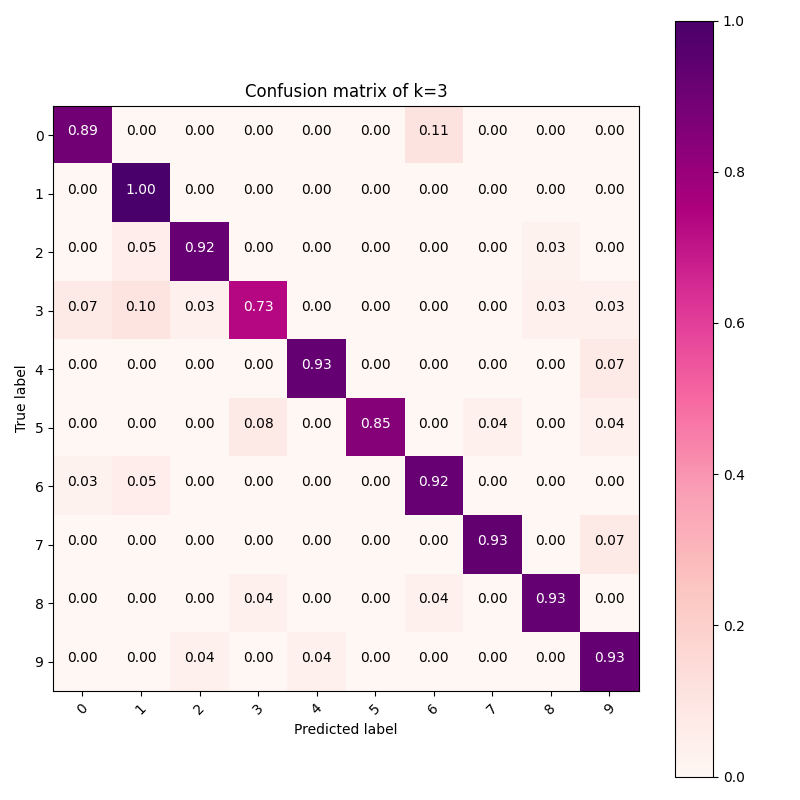 Confusion matrix of k=3
1.0
0 0.89 0.00 0.00 0.00 0.00 0.00 0.11 0.00 0.00 0.00
1 0.00 1.00 0.00 0.00 0.00 0.00 0.00 0.00 0.00 0.00
0.8
2 0.00 0.05 0.92 0.00 0.00 0.00 0.00 0.00 0.03 0.00
3 0.07 0.10 0.03 0.73 0.00 0.00 0.00 0.00 0.03 0.03
0.6
4 0.00 0.00 0.00 0.00 0.93 0.00 0.00 0.00 0.00 0.07
True label
5 0.00 0.00 0.00 0.08 0.00 0.85 0.00 0.04 0.00 0.04
0.4
6 0.03 0.05 0.00 0.00 0.00 0.00 0.92 0.00 0.00 0.00
7 0.00 0.00 0.00 0.00 0.00 0.00 0.00 0.93 0.00 0.07
8 0.00 0.00 0.00 0.04 0.00 0.00 0.04 0.00 0.93 0.00
0.2
9 0.00 0.00 0.04 0.00 0.04 0.00 0.00 0.00 0.00 0.93
0 1 2 3 4 5 6 7 8 9
Predicted label
0.0